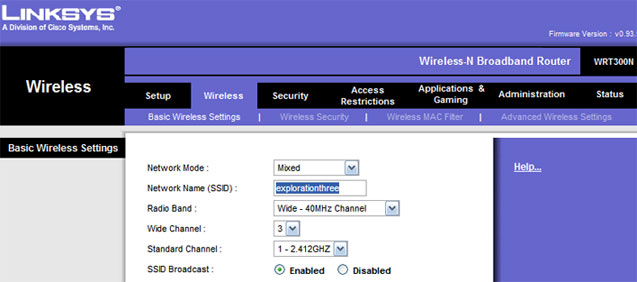 LINKSYS®
A Division of Cisco Systems, Inc.
Firmware Version : v0.93.
Wireless-N Broadband Router WRT300N
Wireless
Setup Wireless Security Access Restrictions Applications & Gaming Administration Status
Basic Wireless Settings | Wireless Security | Wireless MAC Filter | Advanced Wireless Settings
Basic Wireless Settings
Help...
Network Mode : Mixed
Network Name (SSID) : explorationthree
Radio Band : Wide - 40MHz Channel
Wide Channel : 3
Standard Channel : 1 - 2.412GHZ
SSID Broadcast : Enabled Disabled